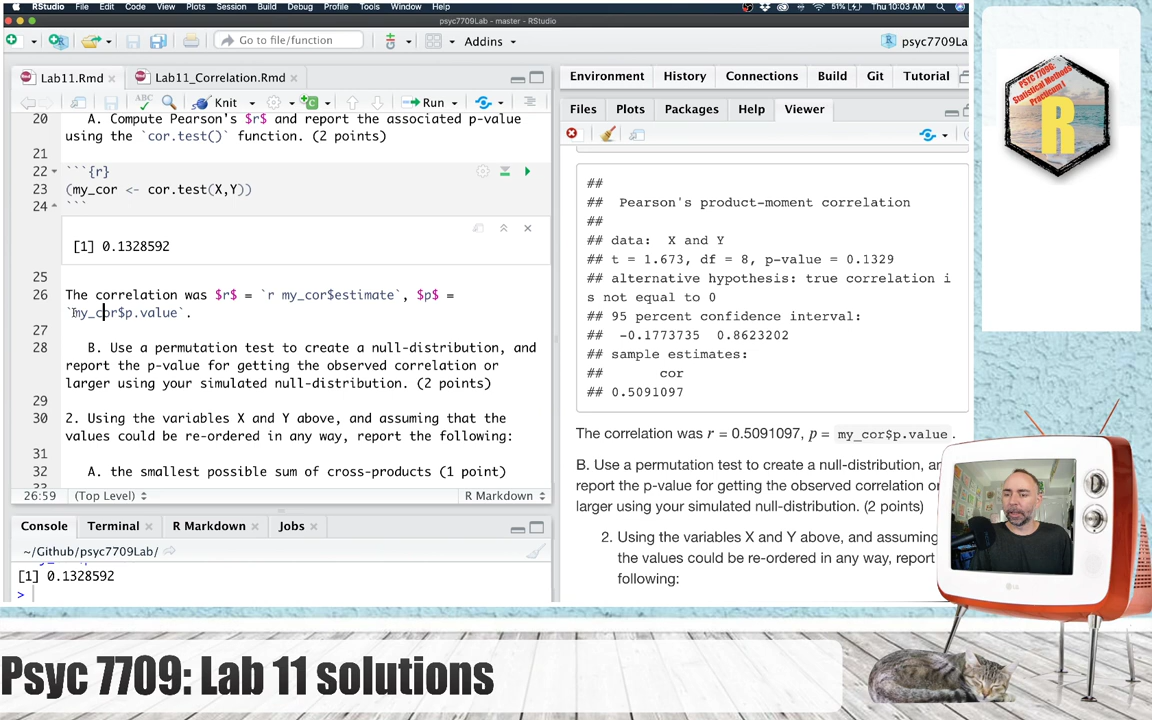 RStudio File Edit Code View Plots Session Build Debug Profile Tools Window Help 51% Thu 10:03 AM
psyc7709Lab - master - RStudio
Go to file/function Addins psyc7709La
Lab11.Rmd Lab11_Correlation.Rmd
Knit Run
20 A. Compute Pearson's $r$ and report the associated p-value
using the `cor.test()` function. (2 points)
21
22 ```{r}
23 (my_cor <- cor.test(X,Y))
24 ```
[1] 0.1328592
25
26 The correlation was $r$ = `r my_cor$estimate`, $p$ =
`my_cor$p.value`.
27
28 B. Use a permutation test to create a null-distribution, and
report the p-value for getting the observed correlation or
larger using your simulated null-distribution. (2 points)
29
30 2. Using the variables X and Y above, and assuming that the
values could be re-ordered in any way, report the following:
31
32 A. the smallest possible sum of cross-products (1 point)
26:59 (Top Level) R Markdown
Console Terminal R Markdown Jobs
~/Github/psyc7709Lab/
[1] 0.1328592
>
Environment History Connections Build Git Tutorial
Files Plots Packages Help Viewer
##
## Pearson's product-moment correlation
##
## data: X and Y
## t = 1.673, df = 8, p-value = 0.1329
## alternative hypothesis: true correlation i
s not equal to 0
## 95 percent confidence interval:
## -0.1773735 0.8623202
## sample estimates:
## cor
## 0.5091097
The correlation was r = 0.5091097, p = my_cor$p.value .
B. Use a permutation test to create a null-distribution, an
report the p-value for getting the observed correlation o
larger using your simulated null-distribution. (2 points)
2. Using the variables X and Y above, and assuming
the values could be re-ordered in any way, report
following:
PSYC 7709G:
Statistical Methods
Practicum I
R
LG
Psyc 7709: Lab 11 solutions